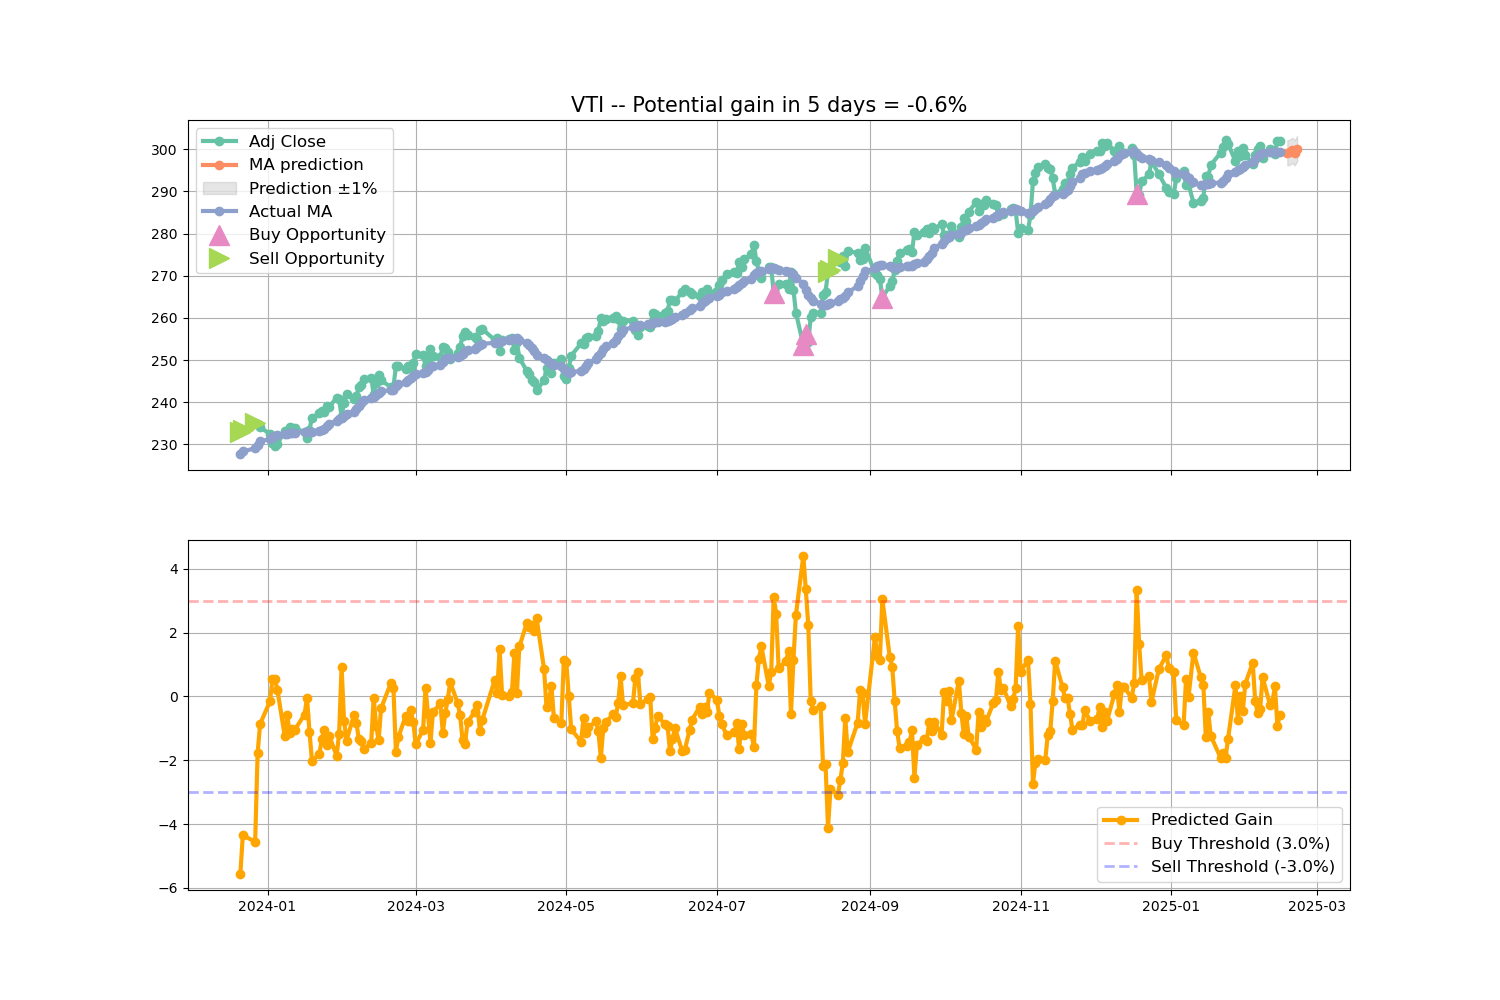 VTI -- Potential gain in 5 days = -0.6%
Adj Close
MA prediction
Prediction ±1%
Actual MA
Buy Opportunity
Sell Opportunity
300
290
280
270
260
250
240
230
4
2
0
−2
−4
−6
Predicted Gain
Buy Threshold (3.0%)
Sell Threshold (-3.0%)
2024-01 2024-03 2024-05 2024-07 2024-09 2024-11 2025-01 2025-03